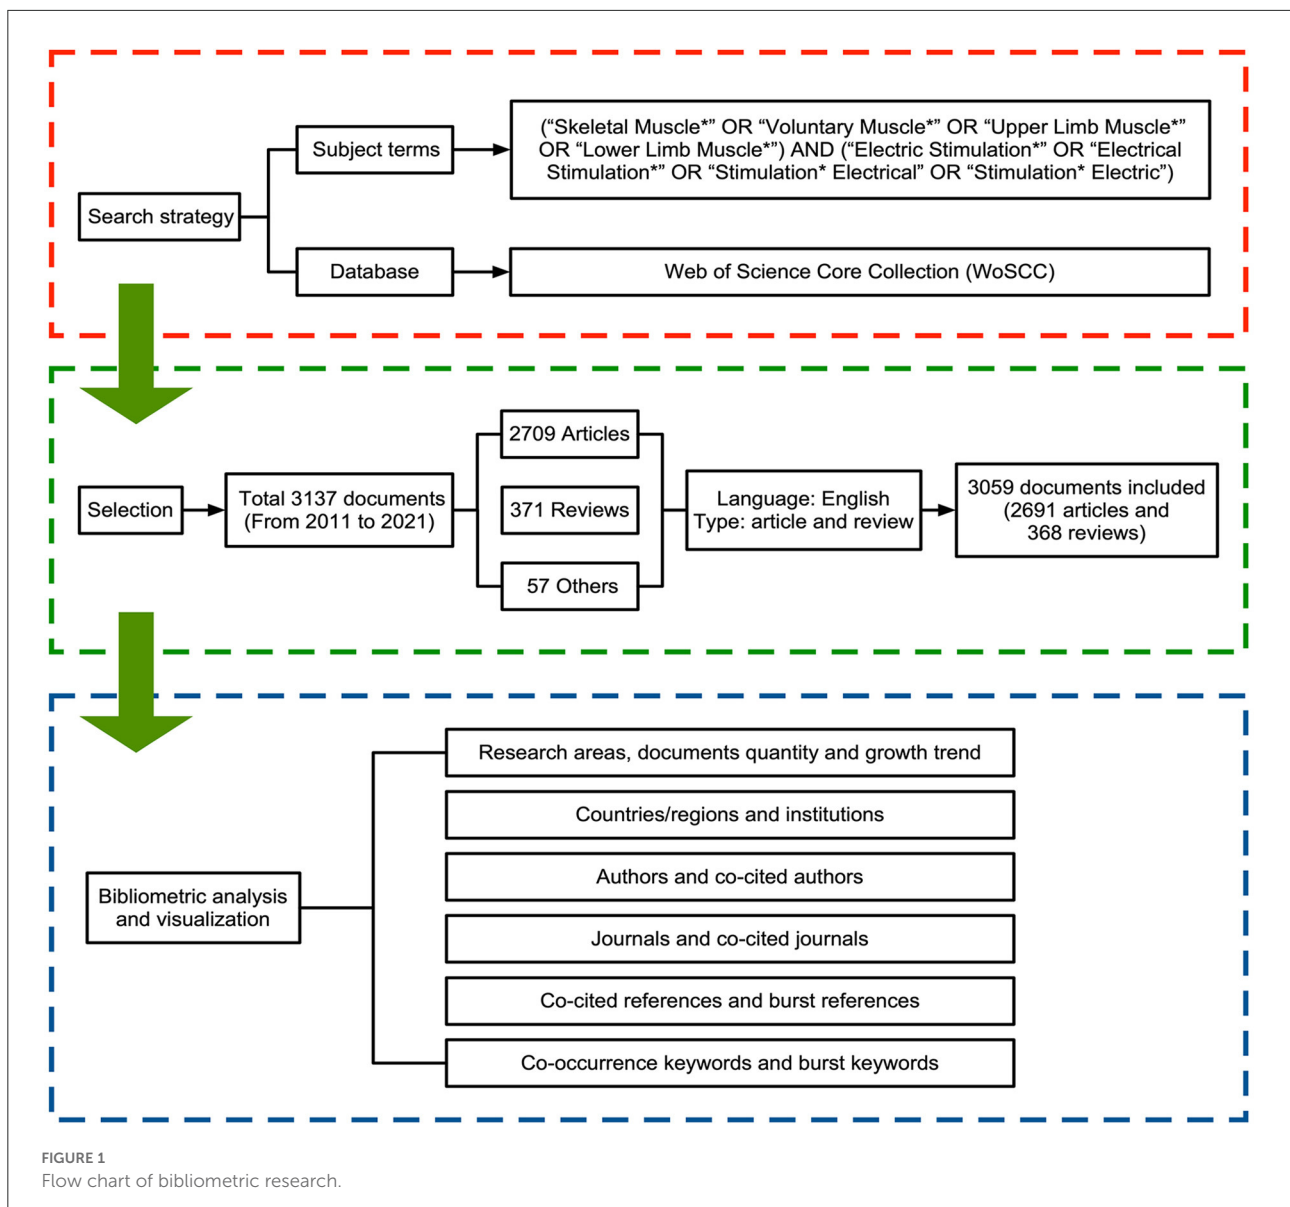 Search strategy
Subject terms
(“Skeletal Muscle*” OR “Voluntary Muscle*” OR “Upper Limb Muscle*”
OR “Lower Limb Muscle*”) AND (“Electric Stimulation*” OR “Electrical
Stimulation*” OR “Stimulation* Electrical” OR “Stimulation* Electric”)
Database
Web of Science Core Collection (WoSCC)
Selection
Total 3137 documents
(From 2011 to 2021)
2709 Articles
371 Reviews
57 Others
Language: English
Type: article and review
3059 documents included
(2691 articles and
368 reviews)
Bibliometric analysis
and visualization
Research areas, documents quantity and growth trend
Countries/regions and institutions
Authors and co-cited authors
Journals and co-cited journals
Co-cited references and burst references
Co-occurrence keywords and burst keywords
FIGURE 1
Flow chart of bibliometric research.